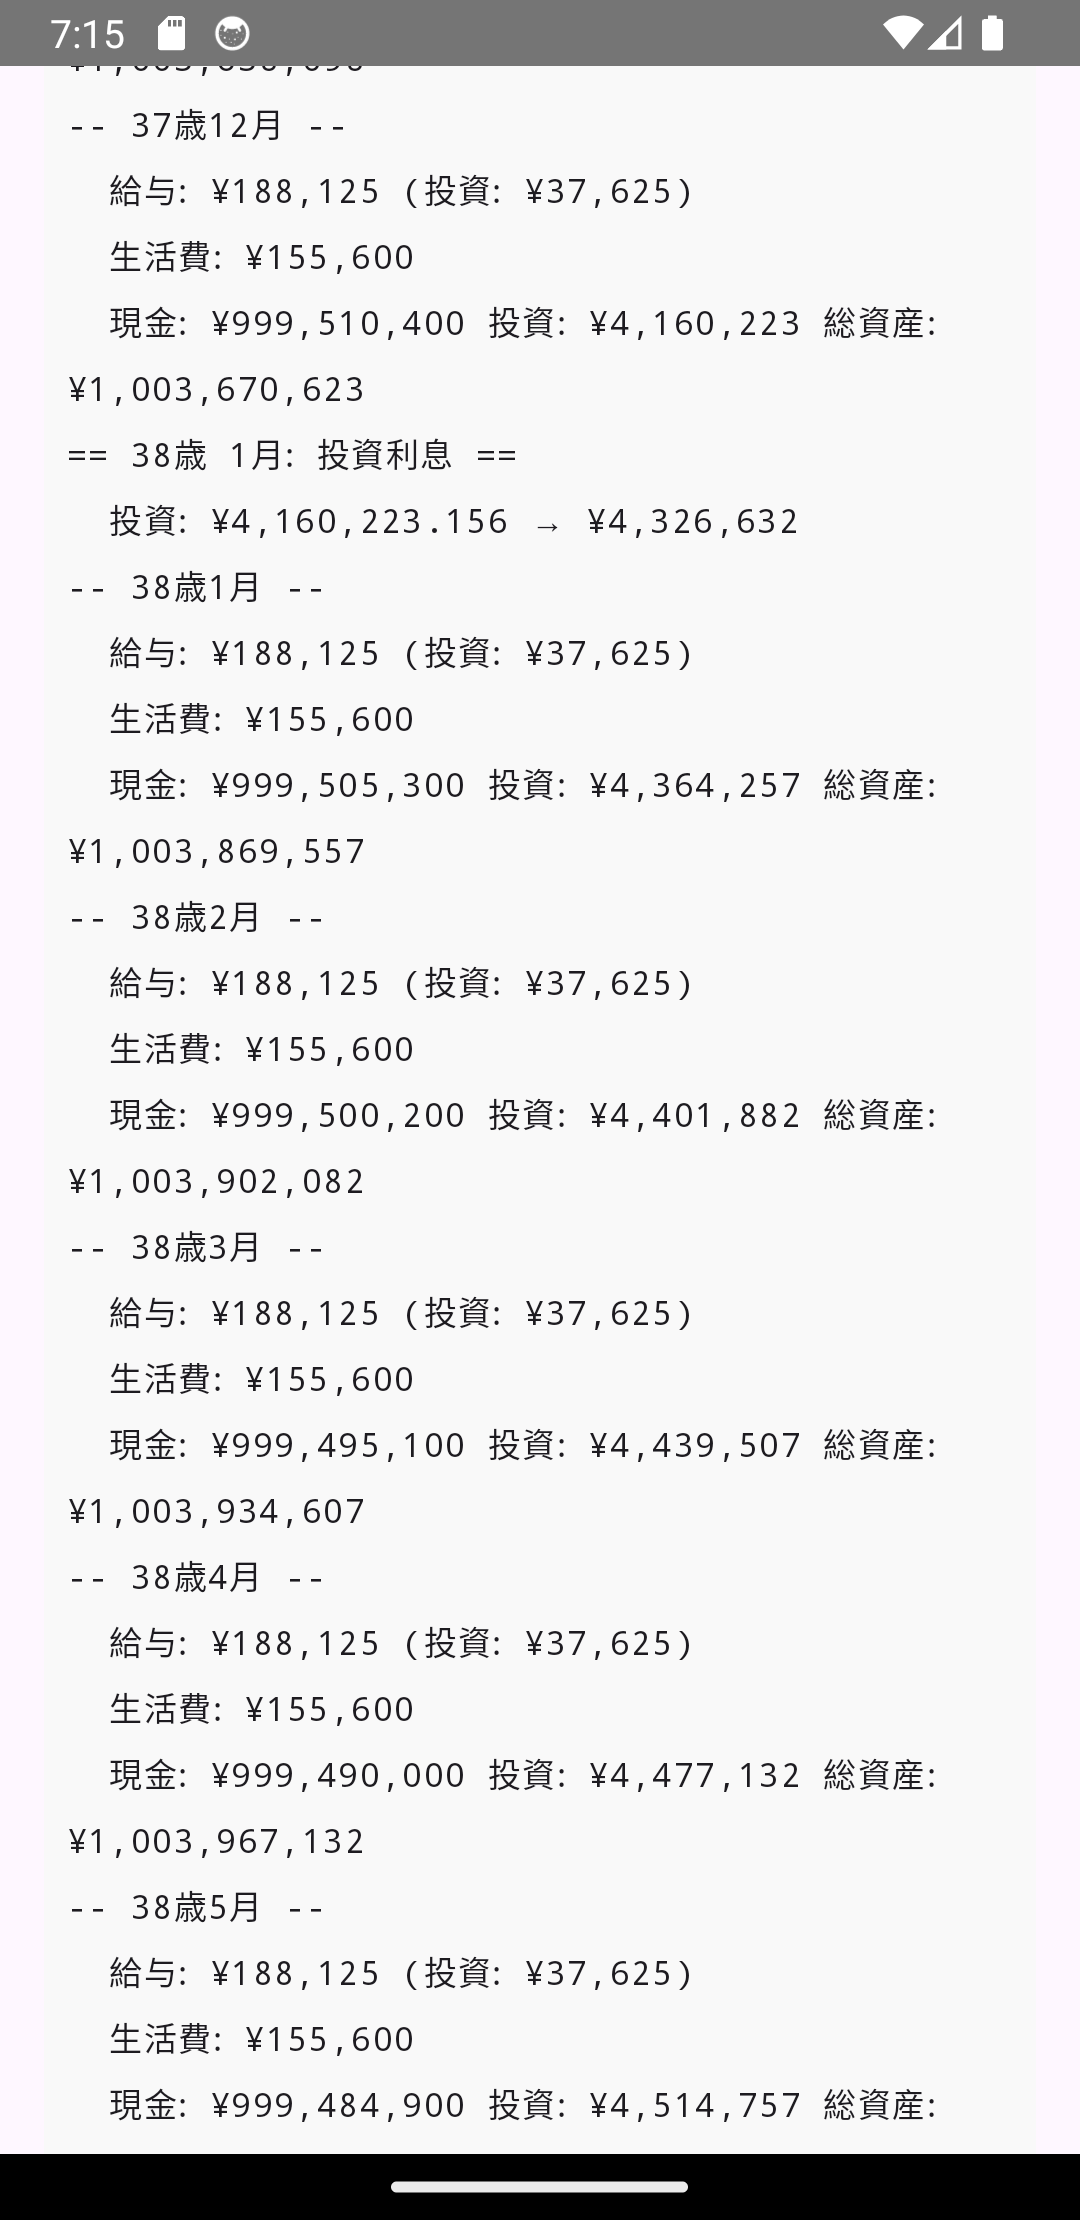 7:15
-- 37歳12月 --
給与: ¥188,125 (投資: ¥37,625)
生活費: ¥155,600
現金: ¥999,510,400 投資: ¥4,160,223 総資産:
¥1,003,670,623
== 38歳 1月: 投資利息 ==
投資: ¥4,160,223.156 → ¥4,326,632
-- 38歳1月 --
給与: ¥188,125 (投資: ¥37,625)
生活費: ¥155,600
現金: ¥999,505,300 投資: ¥4,364,257 総資産:
¥1,003,869,557
-- 38歳2月 --
給与: ¥188,125 (投資: ¥37,625)
生活費: ¥155,600
現金: ¥999,500,200 投資: ¥4,401,882 総資産:
¥1,003,902,082
-- 38歳3月 --
給与: ¥188,125 (投資: ¥37,625)
生活費: ¥155,600
現金: ¥999,495,100 投資: ¥4,439,507 総資産:
¥1,003,934,607
-- 38歳4月 --
給与: ¥188,125 (投資: ¥37,625)
生活費: ¥155,600
現金: ¥999,490,000 投資: ¥4,477,132 総資産:
¥1,003,967,132
-- 38歳5月 --
給与: ¥188,125 (投資: ¥37,625)
生活費: ¥155,600
現金: ¥999,484,900 投資: ¥4,514,757 総資産: